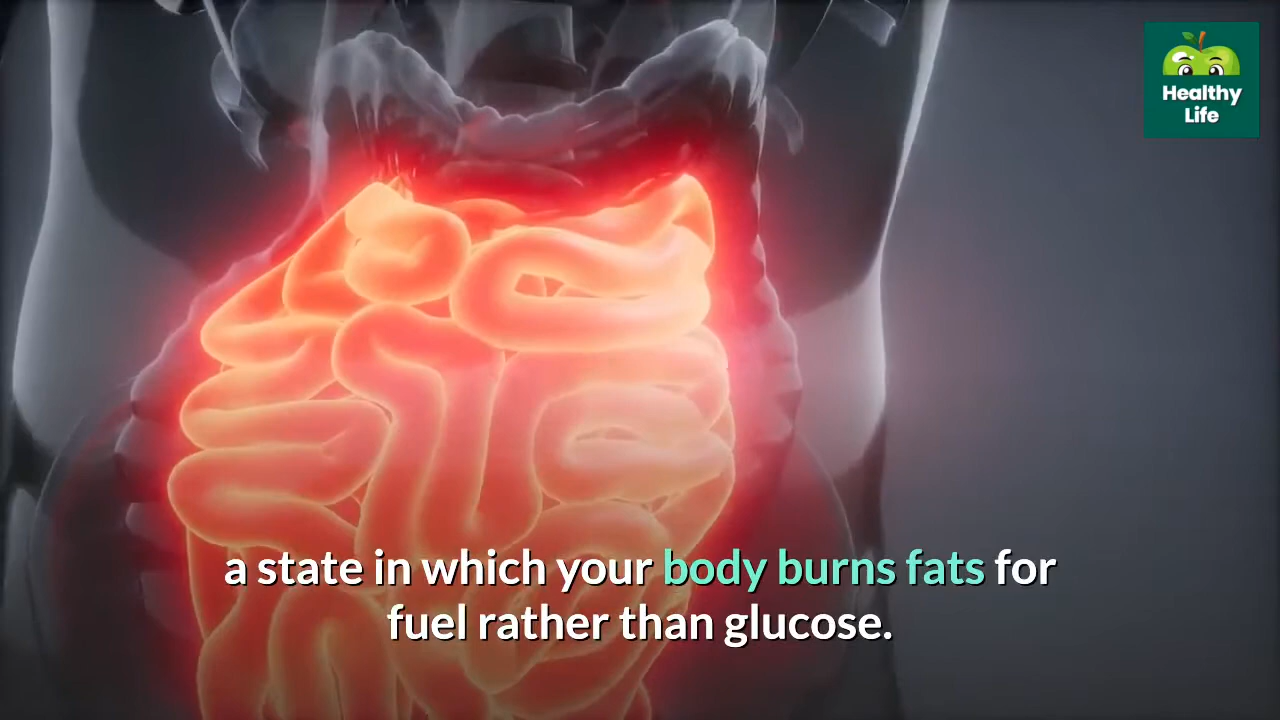 Healthy
Life
a state in which your body burns fats for
fuel rather than glucose.